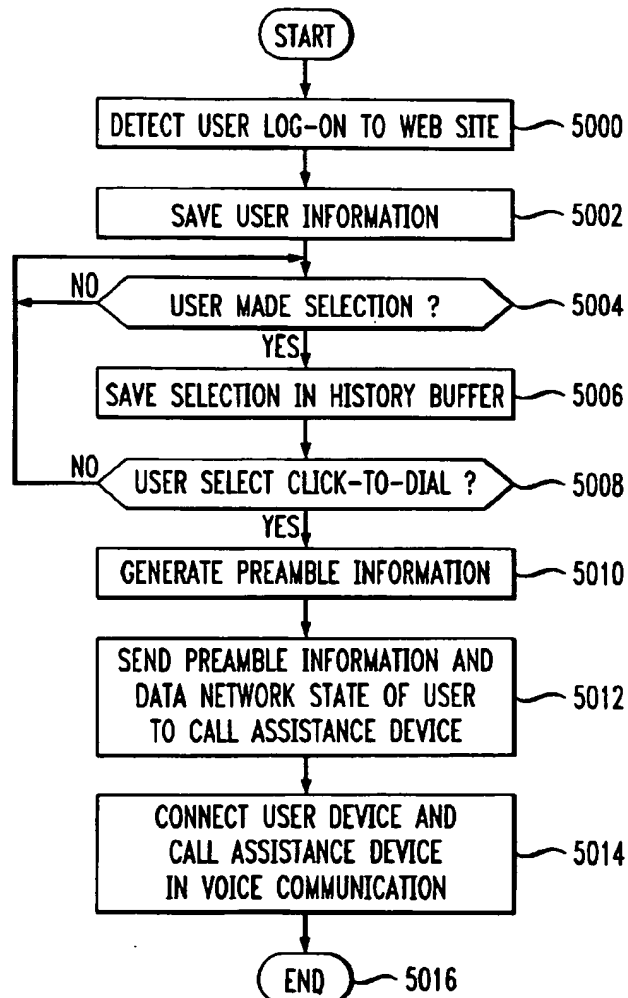 START
DETECT USER LOG-ON TO WEB SITE 5000
SAVE USER INFORMATION 5002
NO
USER MADE SELECTION ? 5004
YES
SAVE SELECTION IN HISTORY BUFFER 5006
NO
USER SELECT CLICK-TO-DIAL ? 5008
YES
GENERATE PREAMBLE INFORMATION 5010
SEND PREAMBLE INFORMATION AND
DATA NETWORK STATE OF USER 5012
TO CALL ASSISTANCE DEVICE
CONNECT USER DEVICE AND
CALL ASSISTANCE DEVICE 5014
IN VOICE COMMUNICATION
END 5016